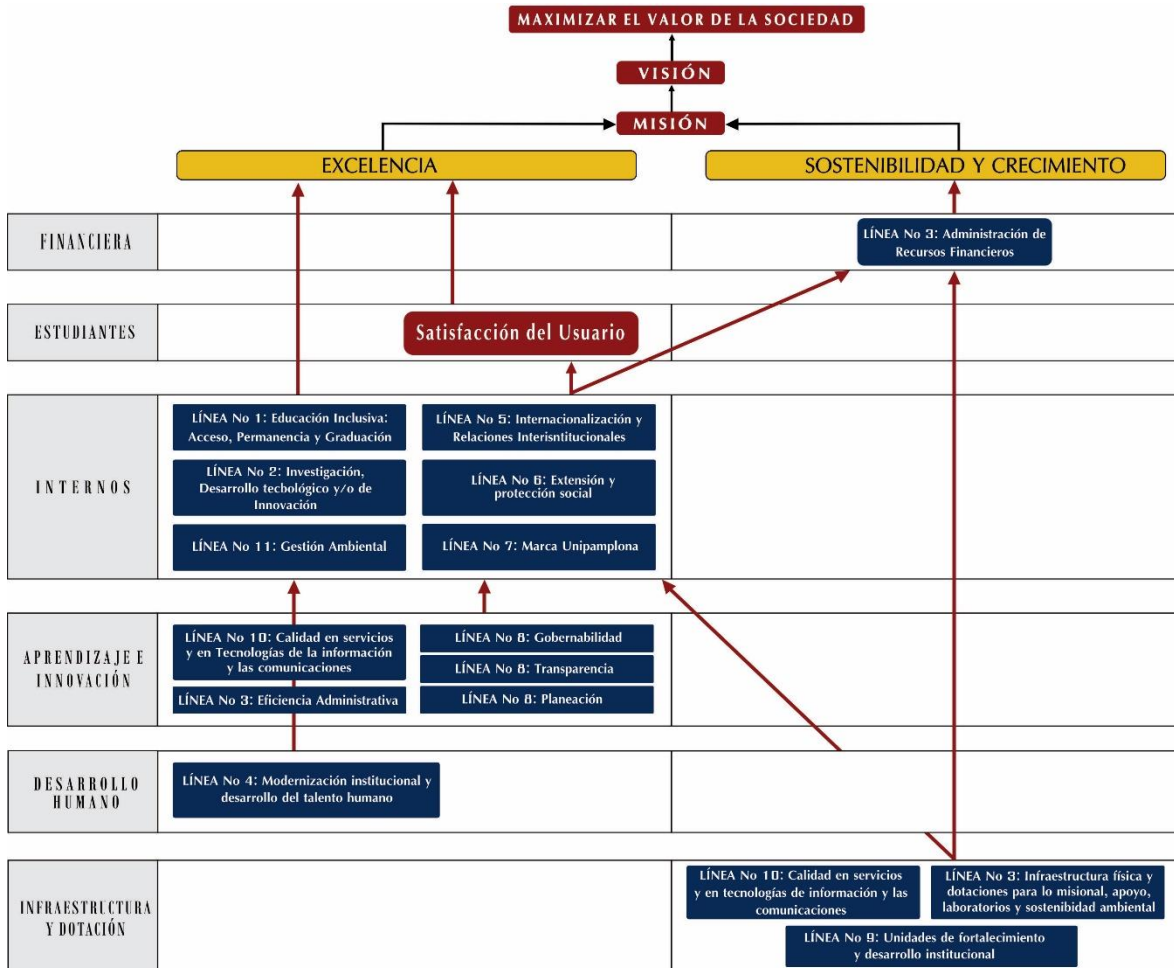 MAXIMIZAR EL VALOR DE LA SOCIEDAD
VISIÓN
MISIÓN
EXCELENCIA
SOSTENIBILIDAD Y CRECIMIENTO
FINANCIERA
LÍNEA No 3: Administración de
Recursos Financieros
ESTUDIANTES
Satisfacción del Usuario
INTERNOS
LÍNEA No 1: Educación Inclusiva:
Acceso, Permanencia y Graduación
LÍNEA No 5: Internacionalización y
Relaciones Interisntitucionales
LÍNEA No 2: Investigación,
Desarrollo tecbológico y/o de
Innovación
LÍNEA No 6: Extensión y
protección social
LÍNEA No 11: Gestión Ambiental
LÍNEA No 7: Marca Unipamplona
APRENDIZAJE E
INNOVACIÓN
LÍNEA No 10: Calidad en servicios
y en Tecnologías de la información
y las comunicaciones
LÍNEA No 3: Eficiencia Administrativa
LÍNEA No 8: Gobernabilidad
LÍNEA No 8: Transparencia
LÍNEA No 8: Planeación
DESARROLLO
HUMANO
LÍNEA No 4: Modernización institucional y
desarrollo del talento humano
INFRAESTRUCTURA
Y DOTACIÓN
LÍNEA No 10: Calidad de servicios
y en tecnologías de información y las
comunicaciones
LÍNEA No 3: Infraestructura física y
dotaciones para lo misional, apoyo,
laboratorios y sostenibidad ambiental
LÍNEA No 9: Unidades de fortalecimiento
y desarrollo institucional